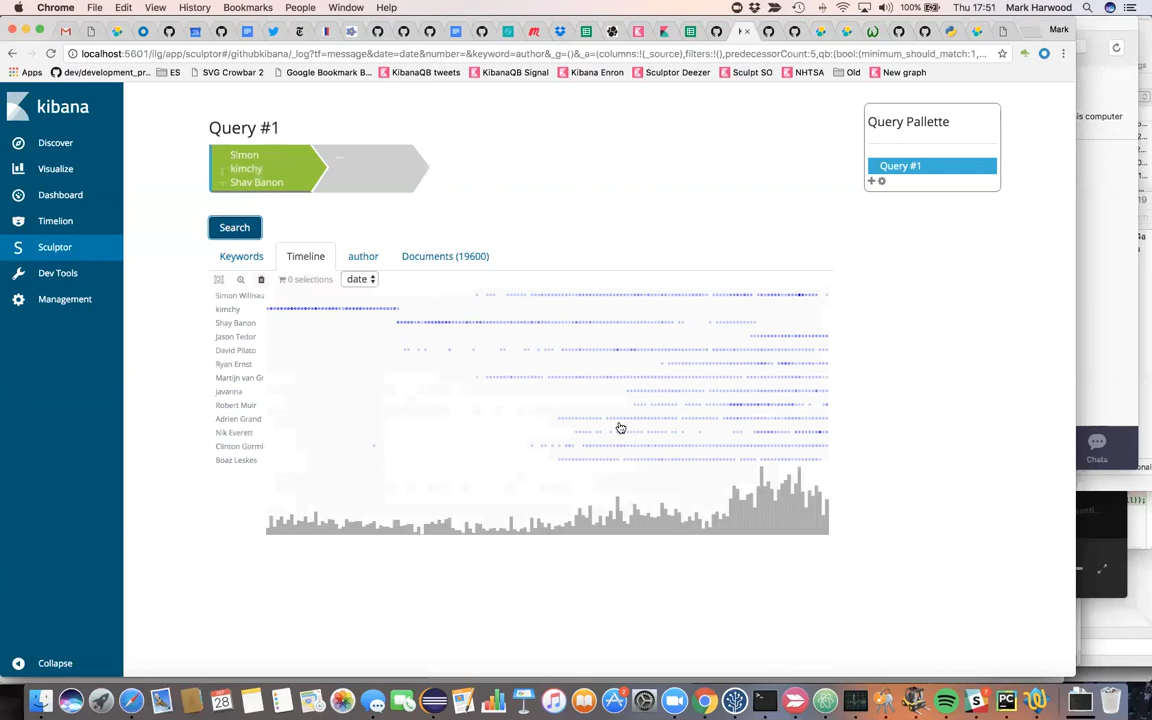 Chrome File Edit View History Bookmarks People Window Help 100% Thu 17:51 Mark Harwood
Mark
localhost:5601/ilg/app/sculptor#/githubkibana/_log?tf=message&date=date&number=&keyword=author&_g=()&_a=(columns:!(_source),filters:!(),predecessorCount:5,qb:(bool:(minimum_should_match:1,...
Apps dev/development_pr... ES SVG Crowbar 2 Google Bookmark B... KibanaQB tweets KibanaQB Signal Kibana Enron Sculptor Deezer Sculpt SO NHTSA Old New graph
is computer
kibana
Discover
Visualize
Dashboard
Timelion
Sculptor
Dev Tools
Management
Collapse
Query #1
Simon
kimchy
Shay Banon
...
Query Pallette
Query #1
Search
Keywords Timeline author Documents (19600)
0 selections date
Simon Willnau
kimchy
Shay Banon
Jason Tedor
David Pilato
Ryan Ernst
Martijn van Gr
javanna
Robert Muir
Adrien Grand
Nik Everett
Clinton Gorml
Boaz Leskes
Chats